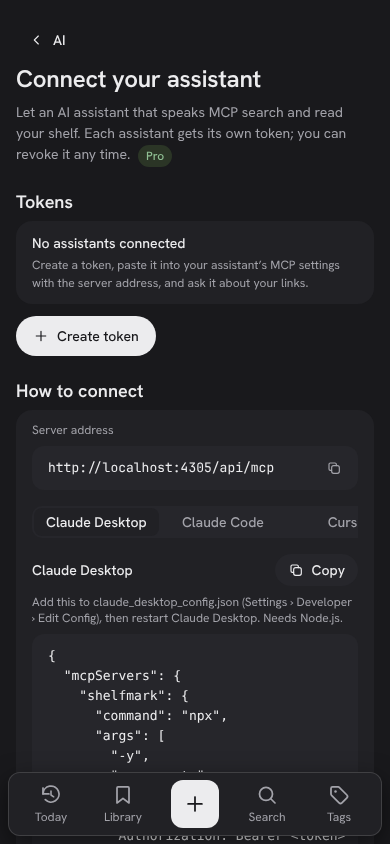 AI
Connect your assistant
Let an AI assistant that speaks MCP search and read
your shelf. Each assistant gets its own token; you can
revoke it any time. Pro
Tokens
No assistants connected
Create a token, paste it into your assistant's MCP settings
with the server address, and ask it about your links.
Create token
How to connect
Server address
http://localhost:4305/api/mcp
Claude Desktop Claude Code Curs
Claude Desktop Copy
Add this to claude_desktop_config.json (Settings › Developer
› Edit Config), then restart Claude Desktop. Needs Node.js.
{
"mcpServers": {
"shelfmark": {
"command": "npx",
"args": [
"-y",
Today Library Search Tags
Authorization: Bearer <token>